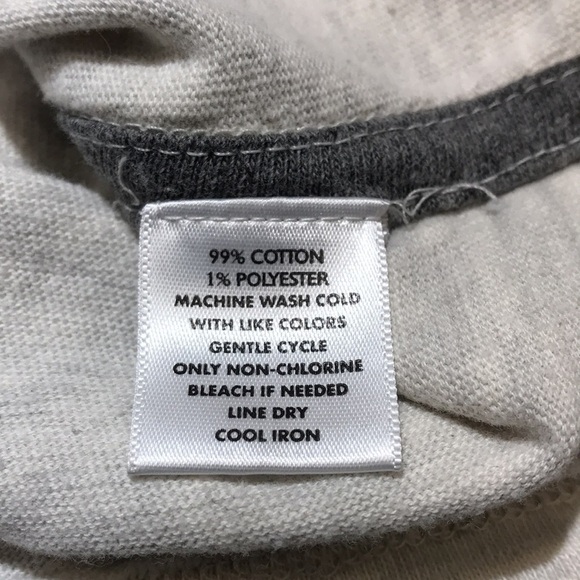 99% COTTON
1% POLYESTER
MACHINE WASH COLD
WITH LIKE COLORS
GENTLE CYCLE
ONLY NON-CHLORINE
BLEACH IF NEEDED
LINE DRY
COOL IRON